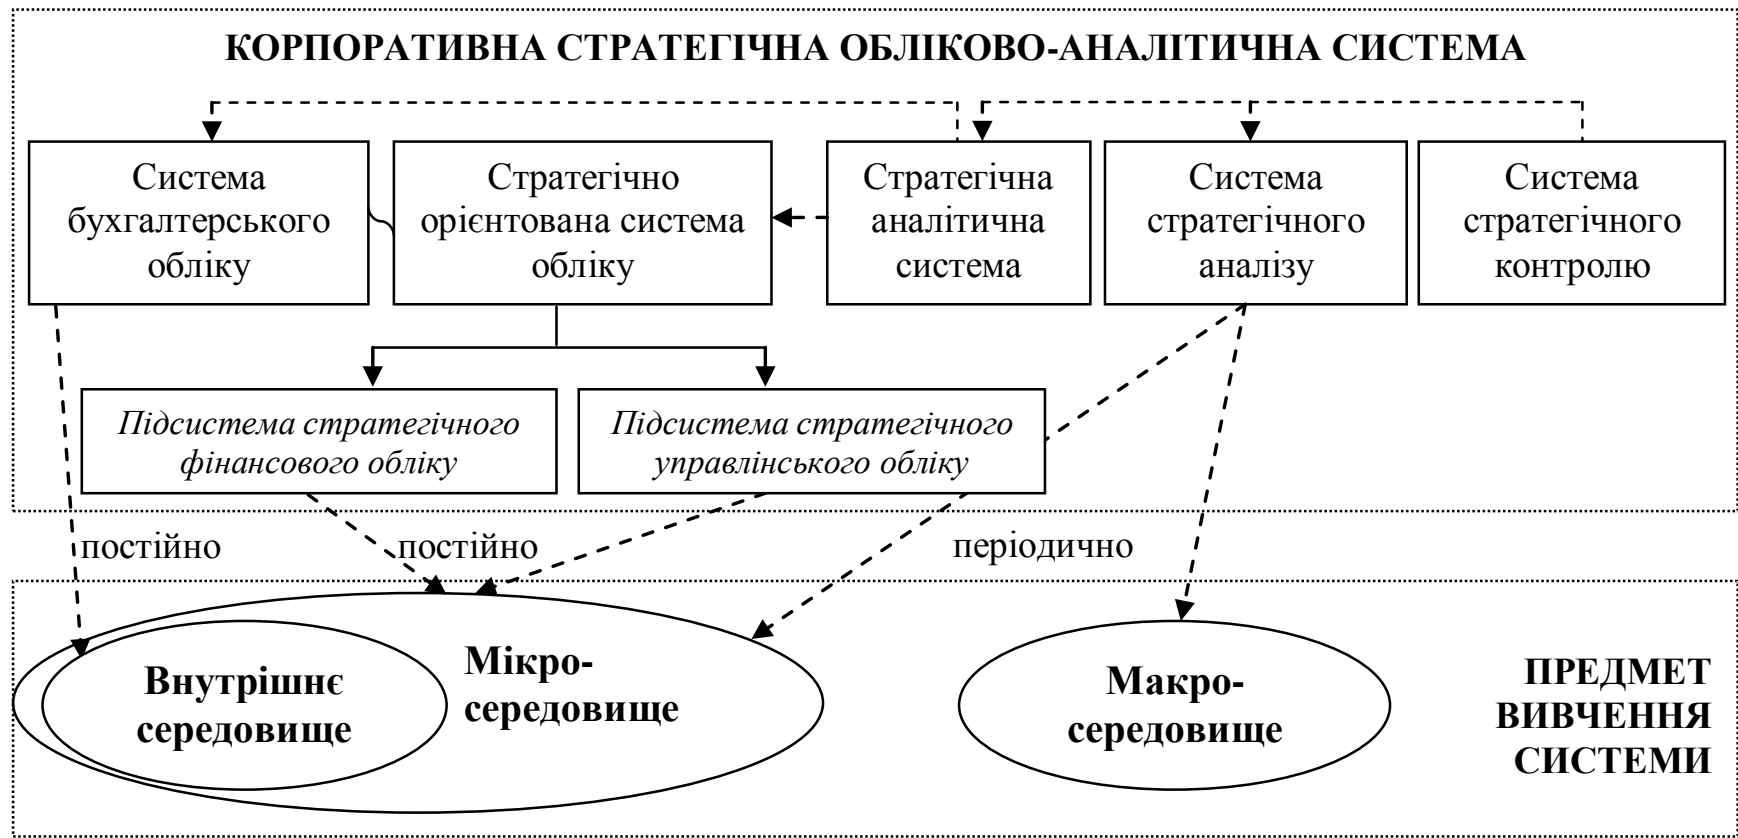 КОРПОРАТИВНА СТРАТЕГІЧНА ОБЛІКОВО-АНАЛІТИЧНА СИСТЕМА
Система
бухгалтерського
обліку
Стратегічно
орієнтована система
обліку
Стратегічна
аналітична
система
Система
стратегічного
аналізу
Система
стратегічного
контролю
Підсистема стратегічного
фінансового обліку
Підсистема стратегічного
управлінського обліку
постійно
постійно
періодично
Внутрішнє
середовище
Мікро-
середовище
Макро-
середовище
ПРЕДМЕТ
ВИВЧЕННЯ
СИСТЕМИ